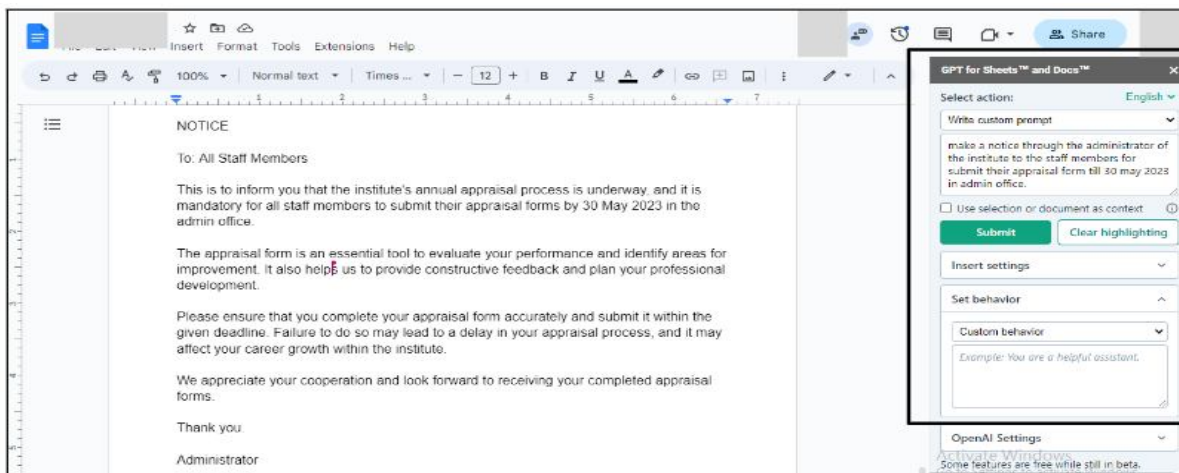 Insert Format Tools Extensions Help
Share
100% Normal text Times ... − 12 + B I U A
1 2 3 4 5 6 7
NOTICE
To: All Staff Members
This is to inform you that the institute's annual appraisal process is underway, and it is
mandatory for all staff members to submit their appraisal forms by 30 May 2023 in the
admin office.
The appraisal form is an essential tool to evaluate your performance and identify areas for
improvement. It also helps us to provide constructive feedback and plan your professional
development.
Please ensure that you complete your appraisal form accurately and submit it within the
given deadline. Failure to do so may lead to a delay in your appraisal process, and it may
affect your career growth within the institute.
We appreciate your cooperation and look forward to receiving your completed appraisal
forms.
Thank you.
Administrator
GPT for Sheets™ and Docs™
Select action: English
Write custom prompt
make a notice through the administrator of
the institute to the staff members for
submit their appraisal form till 30 may 2023
in admin office.
Use selection or document as context
Submit Clear highlighting
Insert settings
Set behavior
Custom behavior
Example: You are a helpful assistant.
OpenAI Settings
Activate Windows
Some features are free while still in beta.